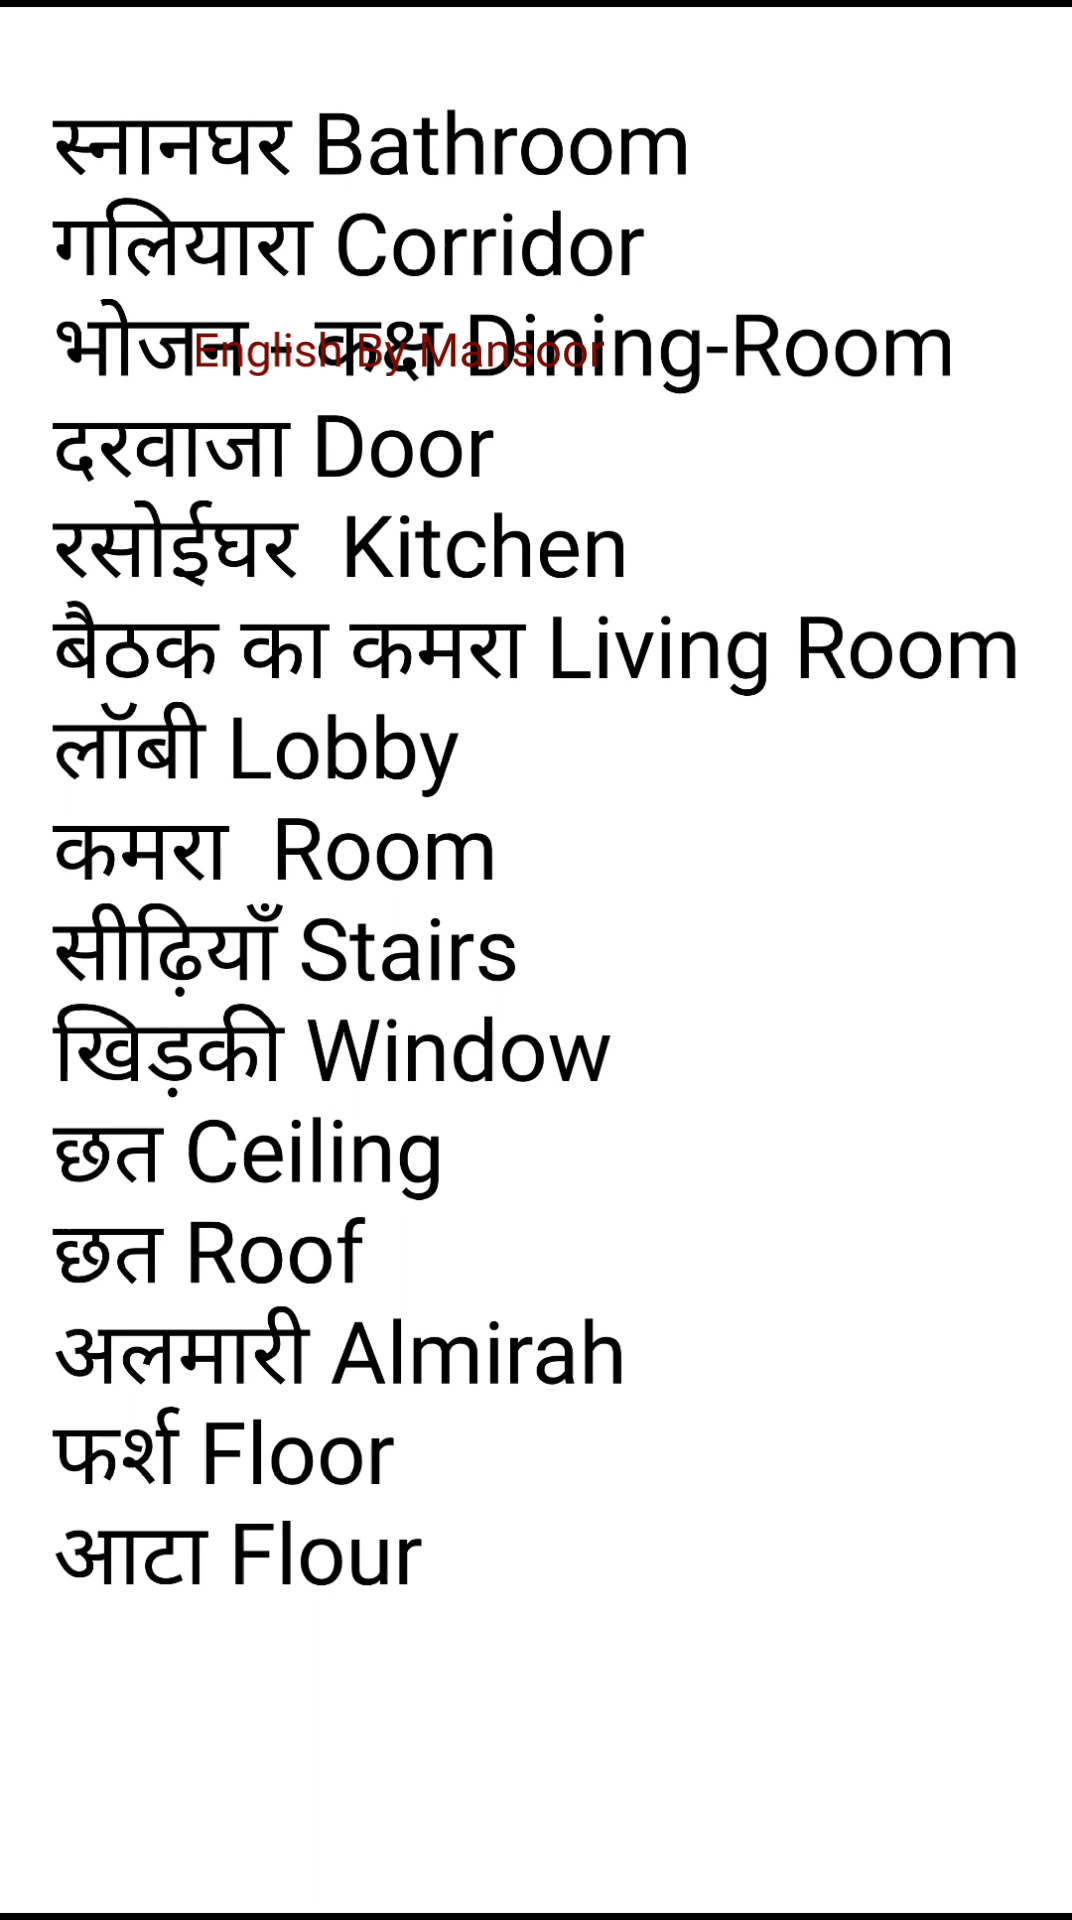 स्नानघर Bathroom
गलियारा Corridor
भोजन - कक्ष Dining-Room
English By Mansoor
दरवाजा Door
रसोईघर  Kitchen
बैठक का कमरा Living Room
लॉबी Lobby
कमरा  Room
सीढ़ियाँ Stairs
खिड़की Window
छत Ceiling
छत Roof
अलमारी Almirah
फर्श Floor
आटा Flour